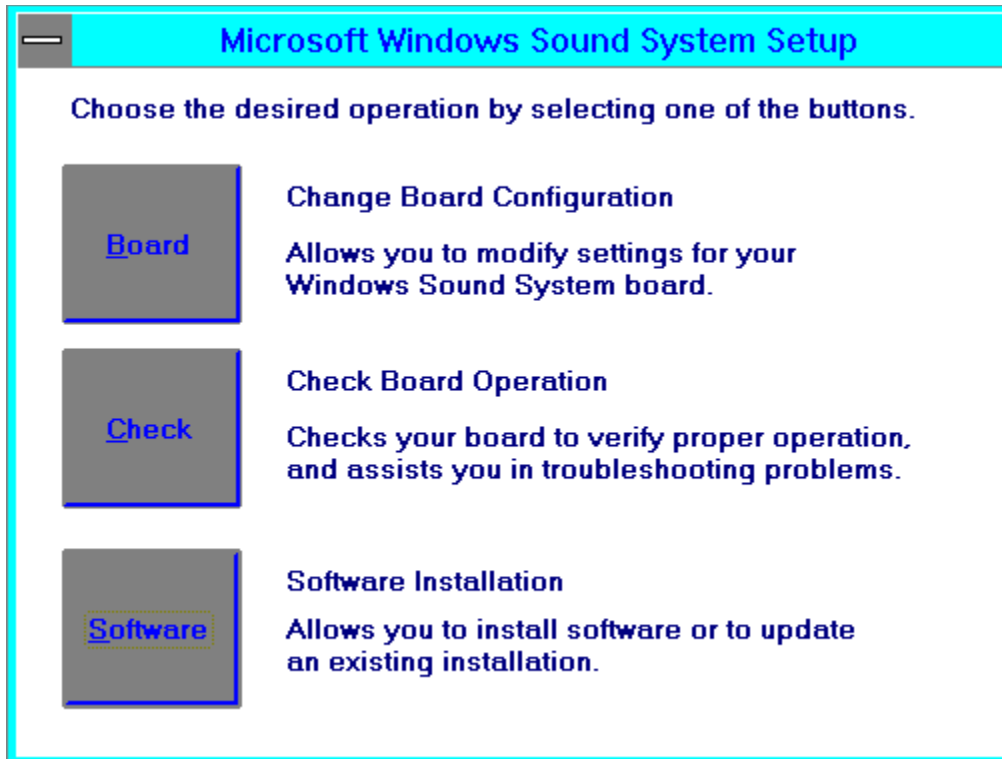 Microsoft Windows Sound System Setup
Choose the desired operation by selecting one of the buttons.
Board
Change Board Configuration
Allows you to modify settings for your
Windows Sound System board.
Check
Check Board Operation
Checks your board to verify proper operation,
and assists you in troubleshooting problems.
Software
Software Installation
Allows you to install software or to update
an existing installation.